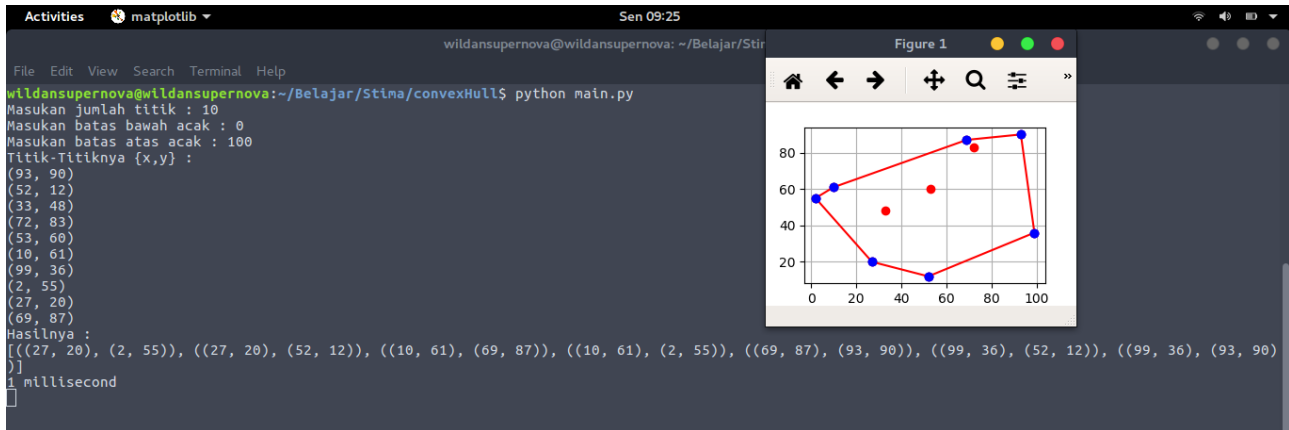 Activities matplotlib Sen 09:25
wildansupernova@wildansupernova: ~/Belajar/Stir
File Edit View Search Terminal Help
wildansupernova@wildansupernova:~/Belajar/Stima/convexHull$ python main.py
Masukan jumlah titik : 10
Masukan batas bawah acak : 0
Masukan batas atas acak : 100
Titik-Titiknya {x,y} :
(93, 90)
(52, 12)
(33, 48)
(72, 83)
(53, 60)
(10, 61)
(99, 36)
(2, 55)
(27, 20)
(69, 87)
Hasilnya :
[((27, 20), (2, 55)), ((27, 20), (52, 12)), ((10, 61), (69, 87)), ((10, 61), (2, 55)), ((69, 87), (93, 90)), ((99, 36), (52, 12)), ((99, 36), (93, 90)
)]
1 millisecond
Figure 1
»
80
60
40
20
0 20 40 60 80 100